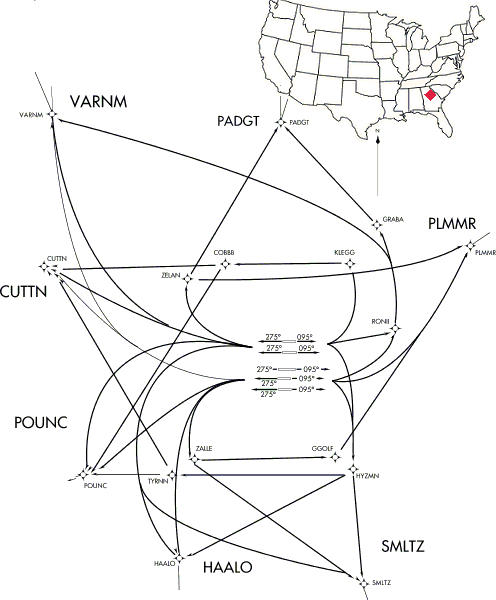 N
VARNM
VARNM
PADGT
PADGT
GRABA
PLMMR
PLMMR
CUTTN
CUTTN
COBBB
KLEGG
ZELAN
RONII
275° 095°
275° 095°
275° 095°
275° 095°
275° 095°
275°
POUNC
POUNC
ZALLE
GGOLF
TYRNN
HYZMN
SMLTZ
SMLTZ
HAALO
HAALO